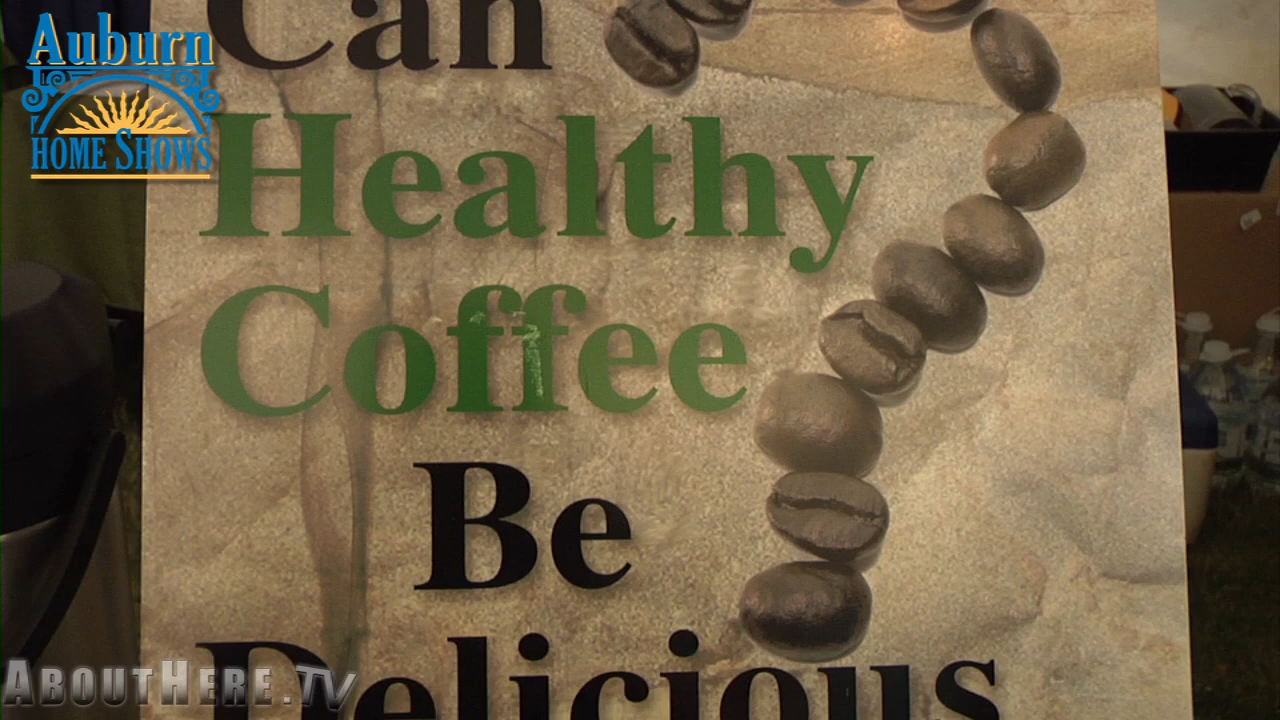 Auburn
HOME SHOWS
Can
Healthy
Coffee
Be
Delicious
ABOUTHERE.TV